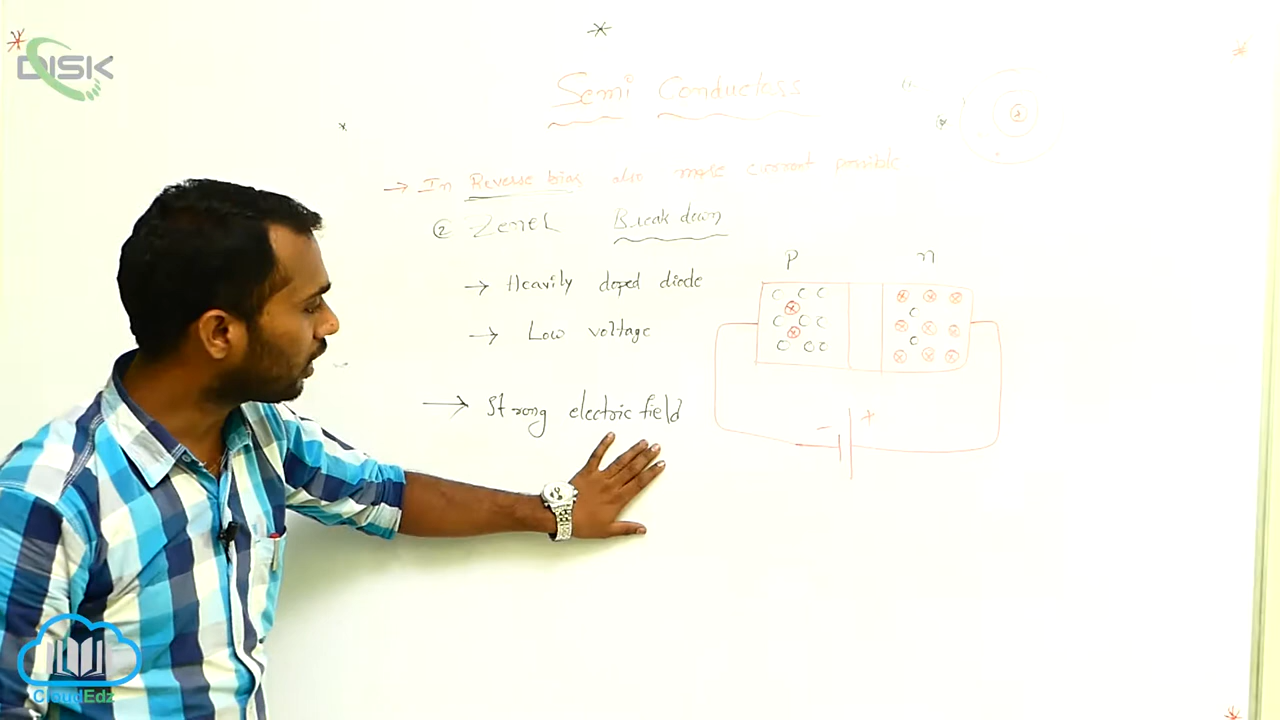 DISK
Semi Conductors
→ In Reverse bias also more current possible
② Zener Break down
→ Heavily doped diode
→ Low voltage
→ Strong electric field
P n
- +
CloudEdz